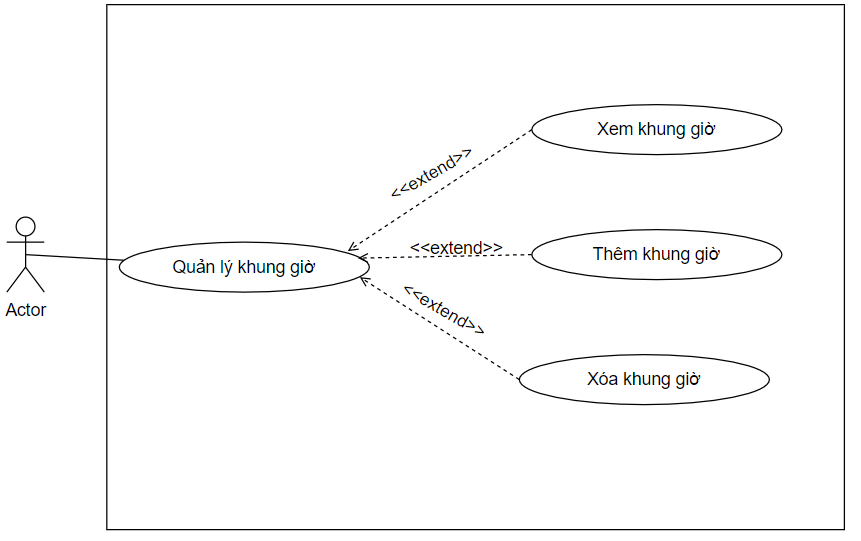 Xem khung giờ
<<extend>>
<<extend>>
Thêm khung giờ
Quản lý khung giờ
<<extend>>
Actor
Xóa khung giờ